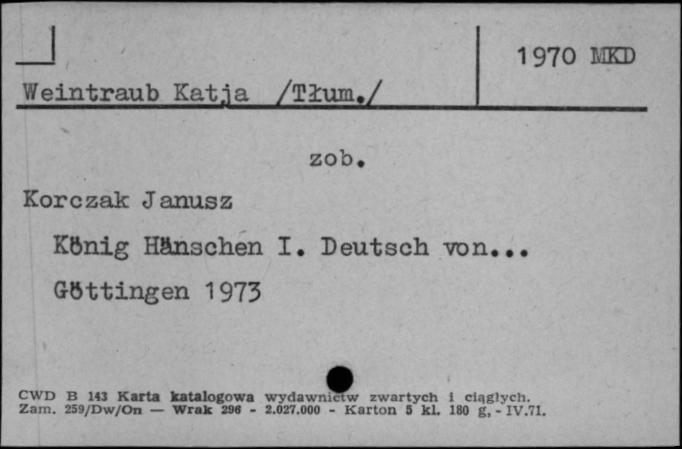 1970 MKD
Weintraub Katja /Tłum./
zob.
Korczak Janusz
König Hänschen I. Deutsch von...
Göttingen 1973
CWD B 143 Karta katalogowa wydawnictw zwartych i ciągłych.
Zam. 259/Dw/On — Wrak 296 - 2.027.000 - Karton 5 kl. 180 g, - IV.71.